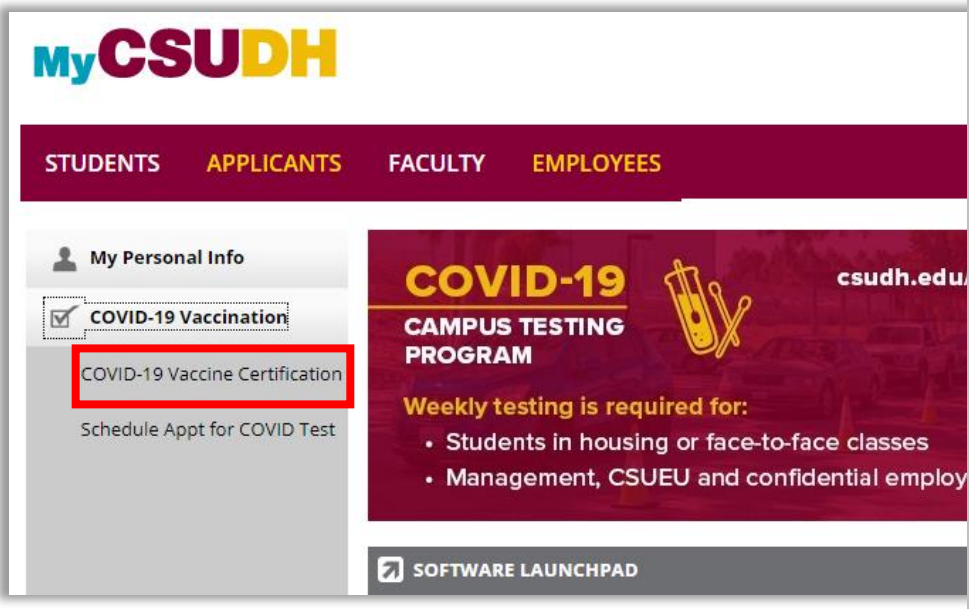 MyCSUDH
STUDENTS APPLICANTS FACULTY EMPLOYEES
My Personal Info
COVID-19 Vaccination
COVID-19 Vaccine Certification
Schedule Appt for COVID Test
COVID-19
CAMPUS TESTING
PROGRAM
csudh.edu/
Weekly testing is required for:
• Students in housing or face-to-face classes
• Management, CSUEU and confidential employ
SOFTWARE LAUNCHPAD